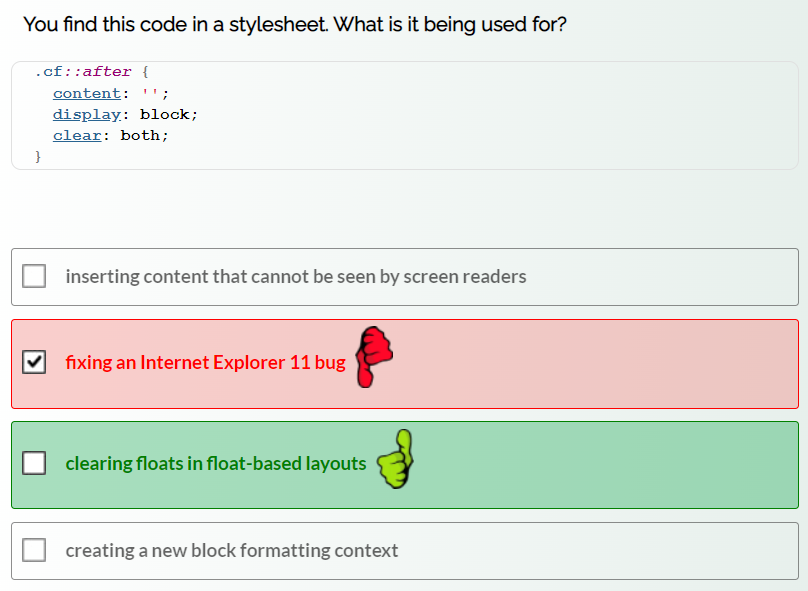 You find this code in a stylesheet. What is it being used for?
.cf::after {
content: '';
display: block;
clear: both;
}
inserting content that cannot be seen by screen readers
fixing an Internet Explorer 11 bug
clearing floats in float-based layouts
creating a new block formatting context